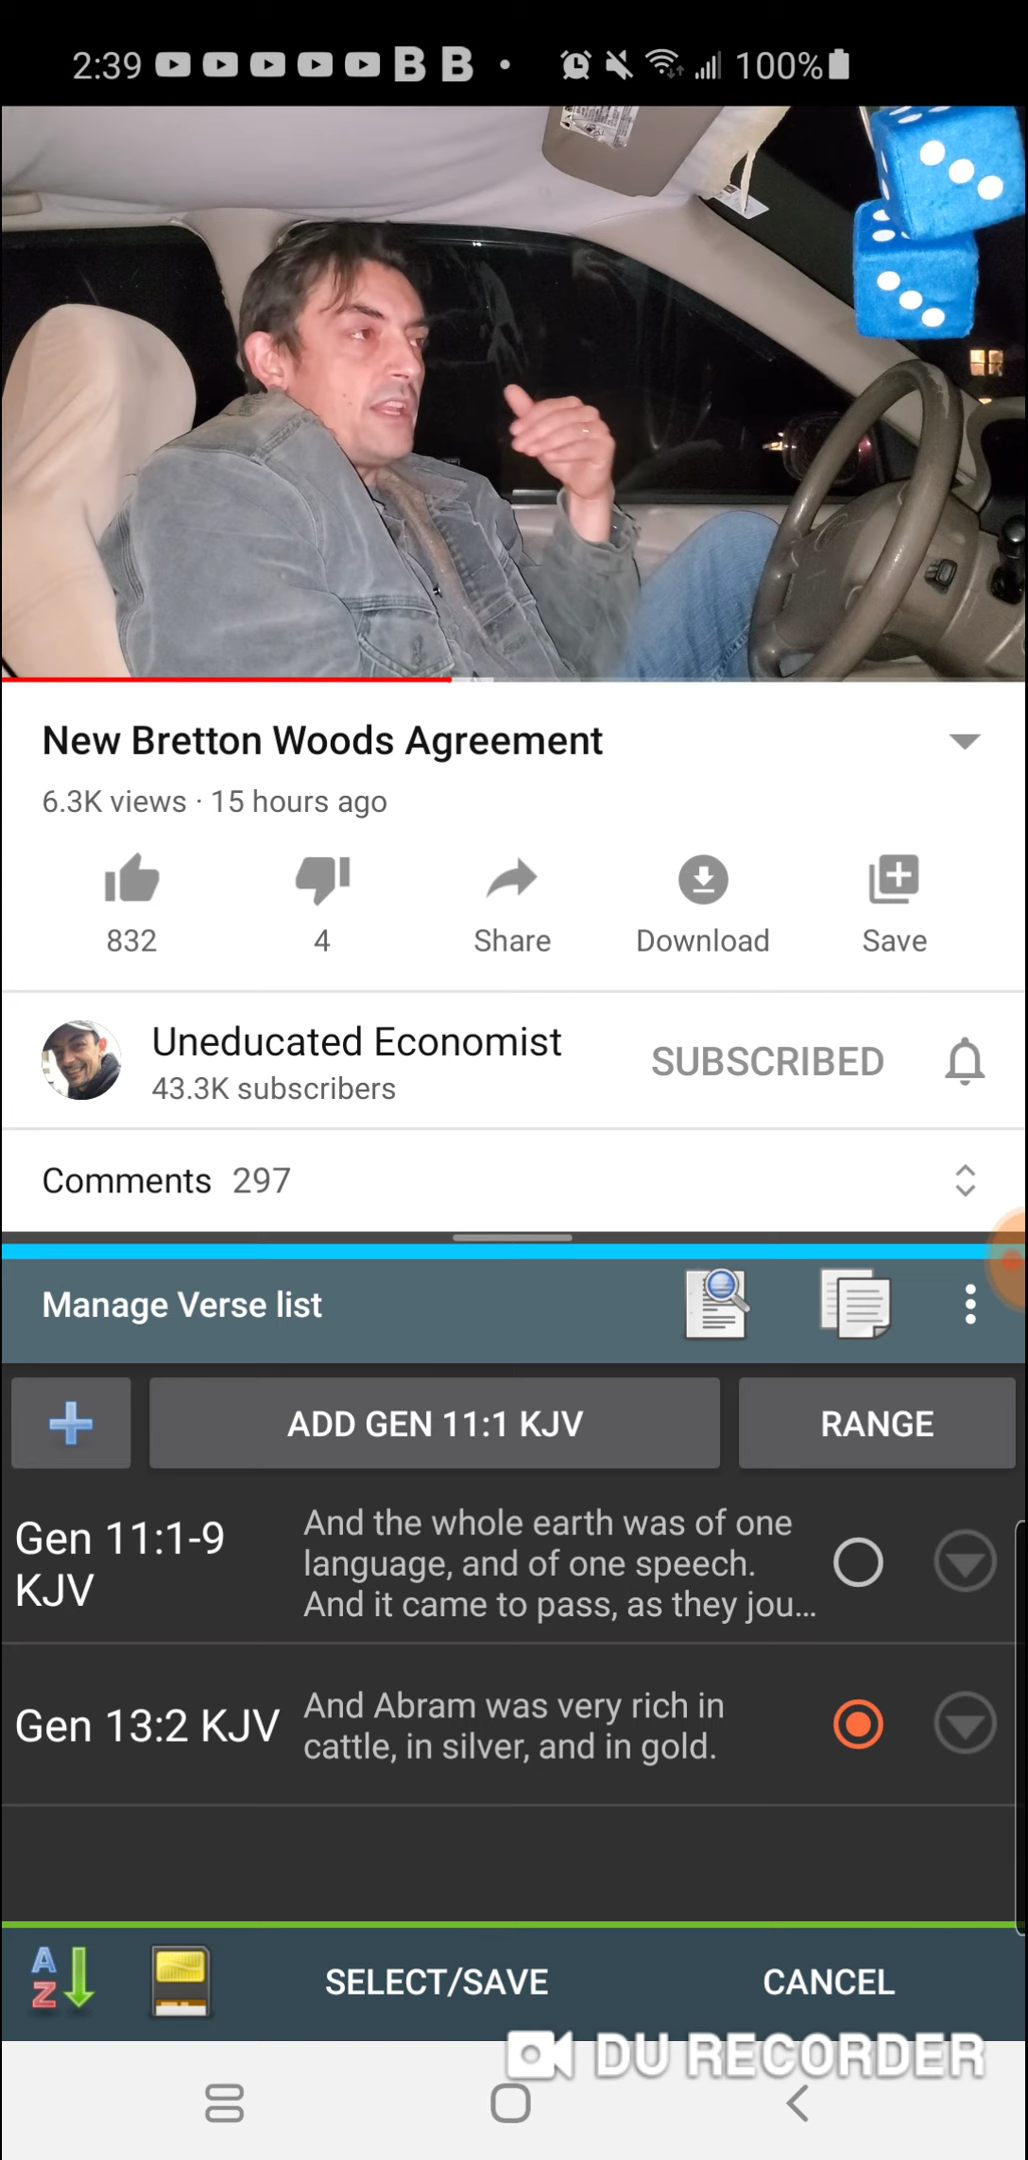 2:39 B B 100%
New Bretton Woods Agreement
6.3K views · 15 hours ago
832 4 Share Download Save
Uneducated Economist
43.3K subscribers
SUBSCRIBED
Comments 297
Manage Verse list
ADD GEN 11:1 KJV RANGE
Gen 11:1-9
KJV
And the whole earth was of one
language, and of one speech.
And it came to pass, as they jou...
Gen 13:2 KJV
And Abram was very rich in
cattle, in silver, and in gold.
A
Z
SELECT/SAVE CANCEL
DU RECORDER